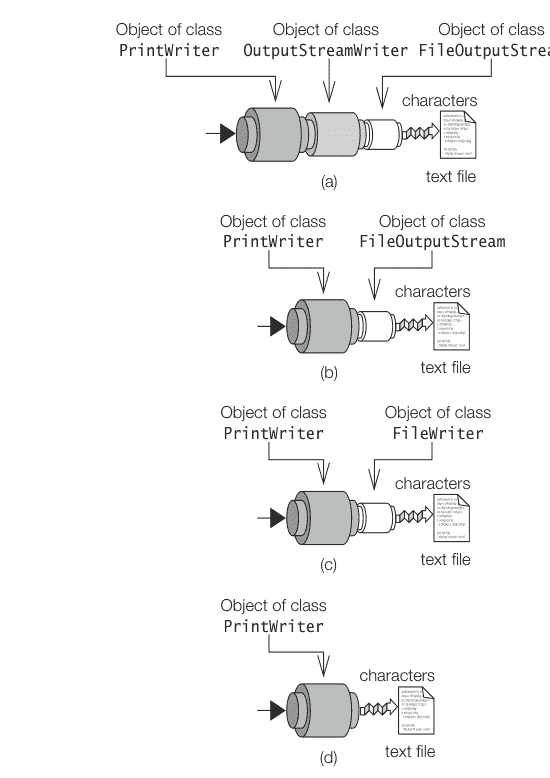 Object of class Object of class Object of class
PrintWriter OutputStreamWriter FileOutputStrea
characters
text file
(a)
Object of class Object of class
PrintWriter FileOutputStream
characters
text file
(b)
Object of class Object of class
PrintWriter FileWriter
characters
text file
(c)
Object of class
PrintWriter
characters
text file
(d)